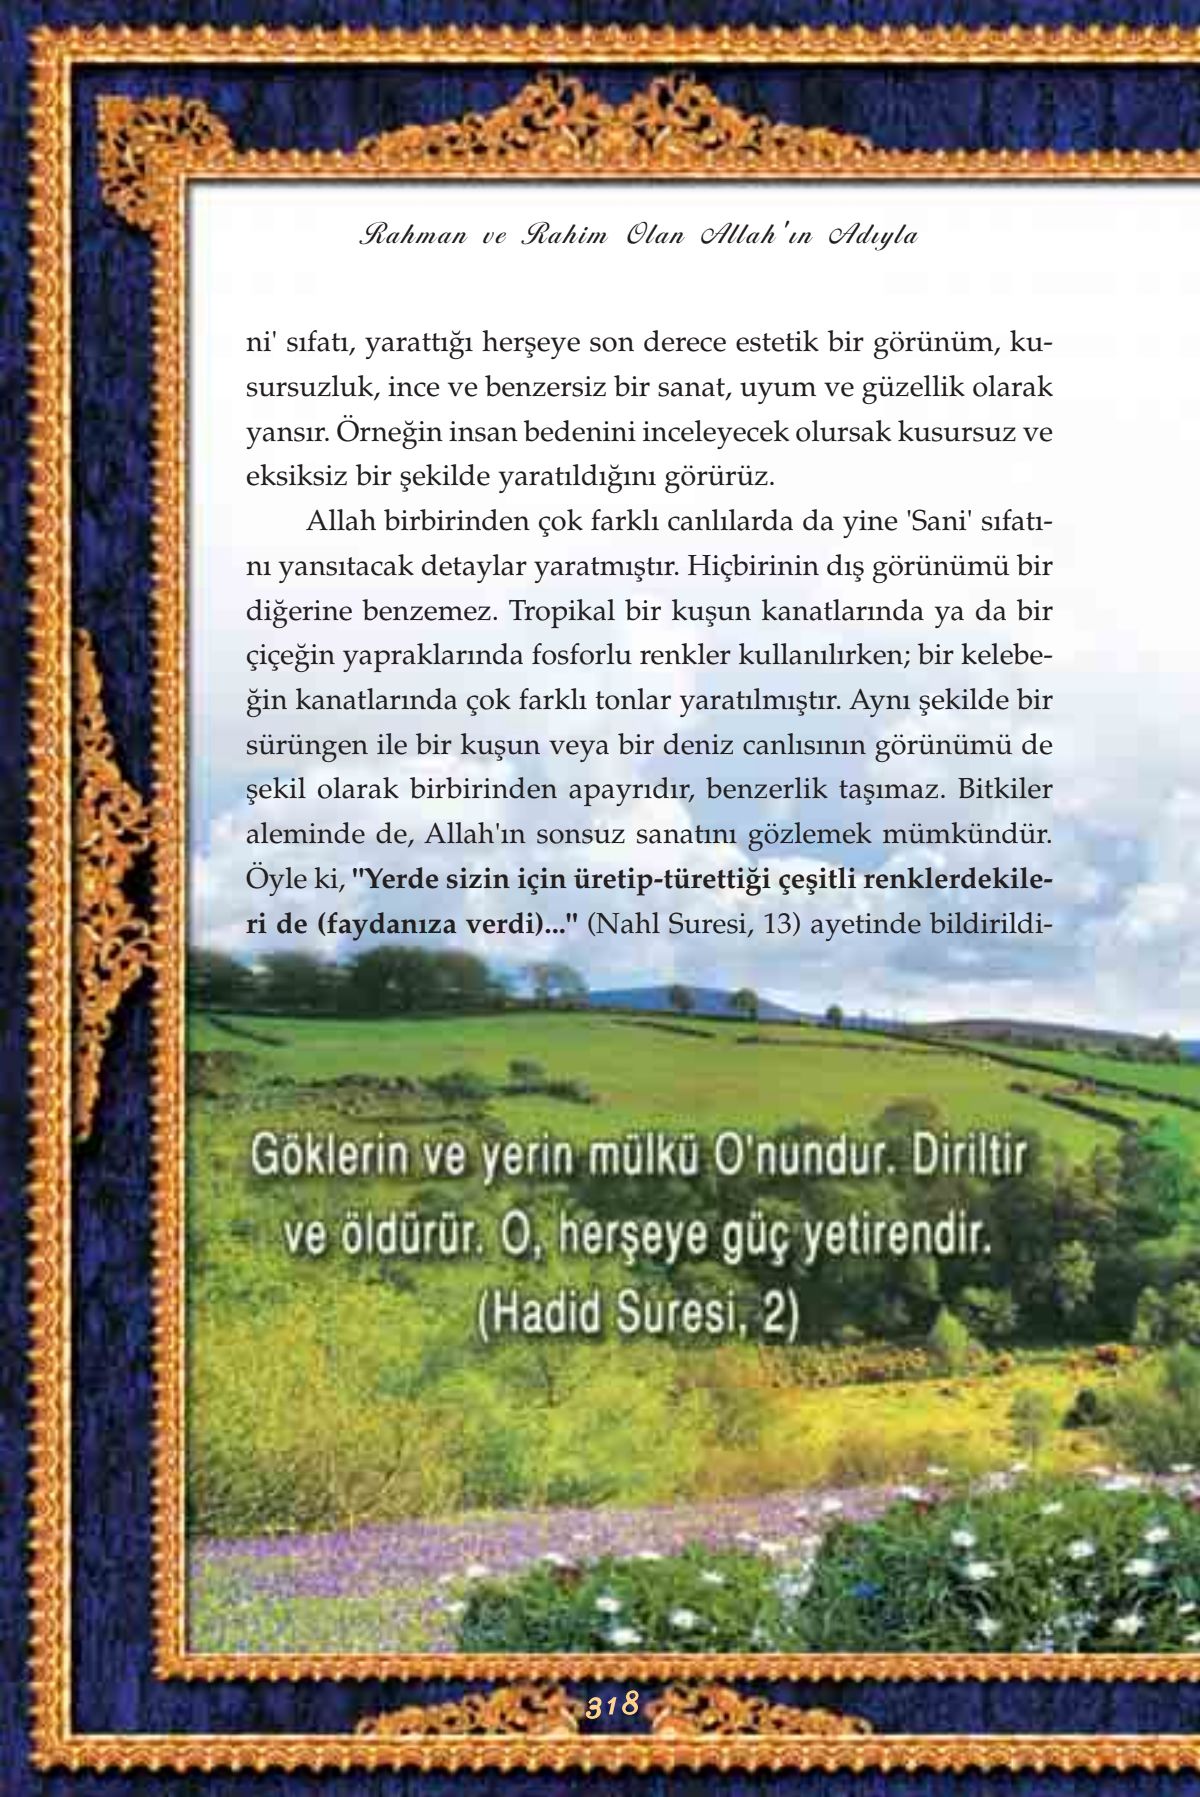 Rahman ve Rahim Olan Allah'ın Adıyla
ni' sıfatı, yarattığı herşeye son derece estetik bir görünüm, ku-
sursuzluk, ince ve benzersiz bir sanat, uyum ve güzellik olarak
yansır. Örneğin insan bedenini inceleyecek olursak kusursuz ve
eksiksiz bir şekilde yaratıldığını görürüz.
Allah birbirinden çok farklı canlılarda da yine 'Sani' sıfatı-
nı yansıtacak detaylar yaratmıştır. Hiçbirinin dış görünümü bir
diğerine benzemez. Tropikal bir kuşun kanatlarında ya da bir
çiçeğin yapraklarında fosforlu renkler kullanılırken; bir kelebe-
ğin kanatlarında çok farklı tonlar yaratılmıştır. Aynı şekilde bir
sürüngen ile bir kuşun veya bir deniz canlısının görünümü de
şekil olarak birbirinden apayrıdır, benzerlik taşımaz. Bitkiler
aleminde de, Allah'ın sonsuz sanatını gözlemek mümkündür.
Öyle ki, "Yerde sizin için üretip-türettiği çeşitli renklerdekile-
ri de (faydanıza verdi)..." (Nahl Suresi, 13) ayetinde bildirildi-
Göklerin ve yerin mülkü O'nundur. Diriltir
ve öldürür. O, herşeye güç yetirendir.
(Hadid Suresi, 2)
318